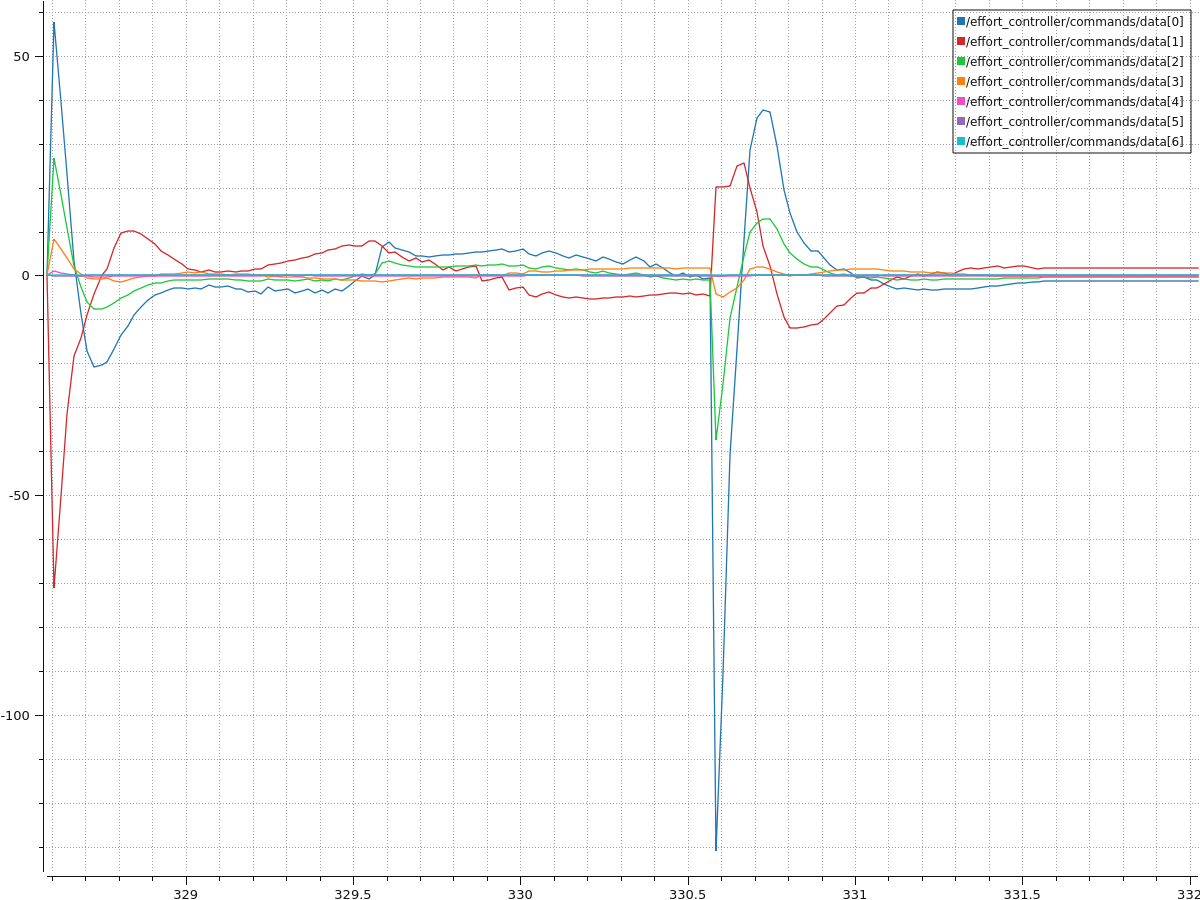 /effort_controller/commands/data[0]
/effort_controller/commands/data[1]
/effort_controller/commands/data[2]
/effort_controller/commands/data[3]
/effort_controller/commands/data[4]
/effort_controller/commands/data[5]
/effort_controller/commands/data[6]
50
0
-50
-100
329 329.5 330 330.5 331 331.5 332